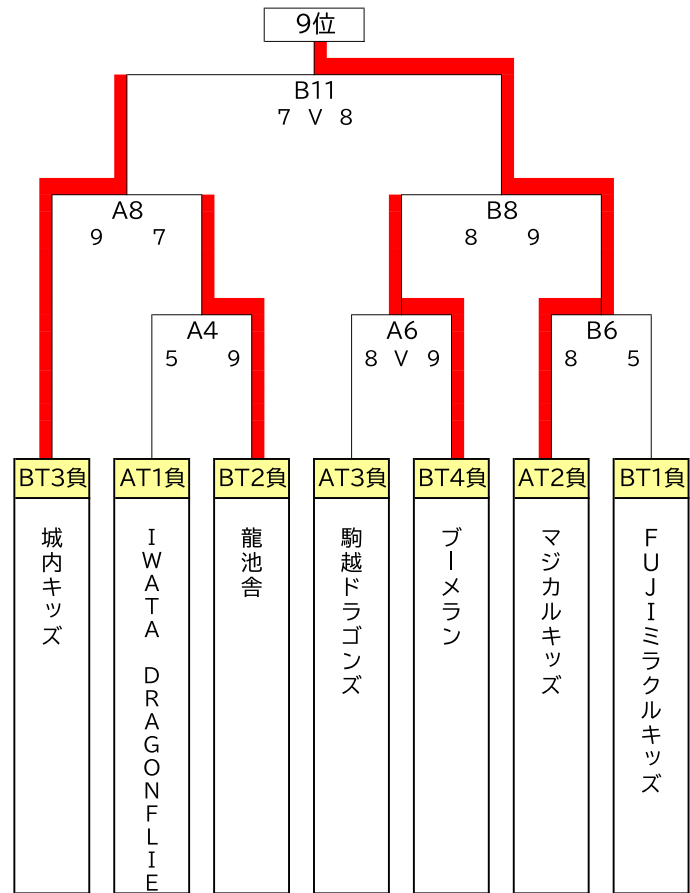 9位
B11
7 V 8
A8
9 7
B8
8 9
A4
5 9
A6
8 V 9
B6
8 5
BT3負
AT1負
BT2負
AT3負
BT4負
AT2負
BT1負
城内キッズ
IWATA DRAGONFLIE
龍池舎
駒越ドラゴンズ
ブーメラン
マジカルキッズ
FUJIミラクルキッズ